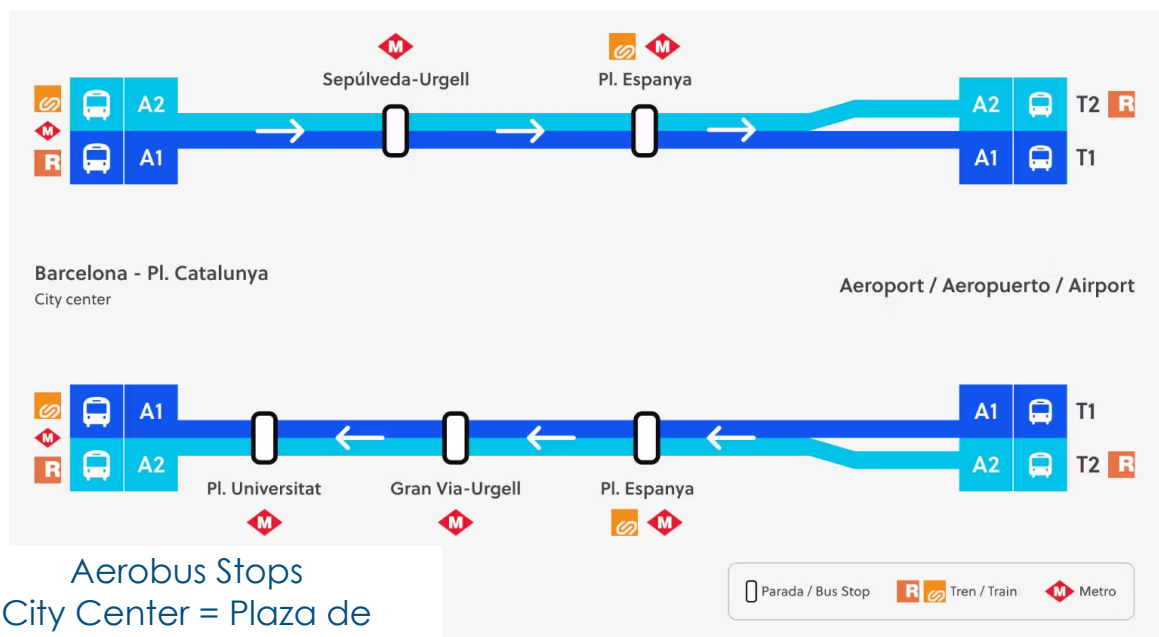 M
M
Sepúlveda-Urgell
Pl. Espanya
A2
A2
T2 R
M
R
A1
A1
T1
Barcelona - Pl. Catalunya
City center
Aeroport / Aeropuerto / Airport
A1
A1
T1
M
R
A2
A2
T2 R
Pl. Universitat
Gran Via-Urgell
Pl. Espanya
M
M
M
Parada / Bus Stop
R Tren / Train
M Metro
Aerobus Stops
City Center = Plaza de